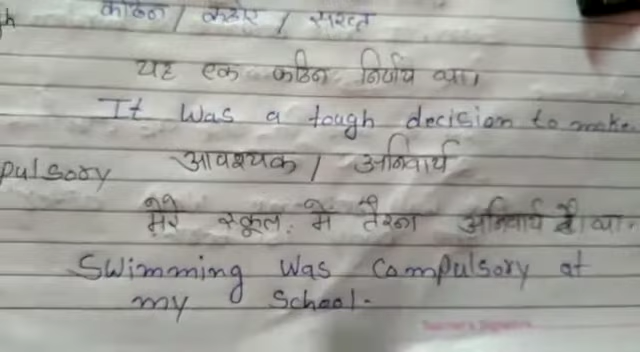 कठिन / कठोर / सख्त
यह एक कठिन निर्णय था।
It was a tough decision to make
pulsory आवश्यक / अनिवार्य
मेरे स्कूल में तैरना अनिवार्य था.
Swimming was compulsory at
my school.